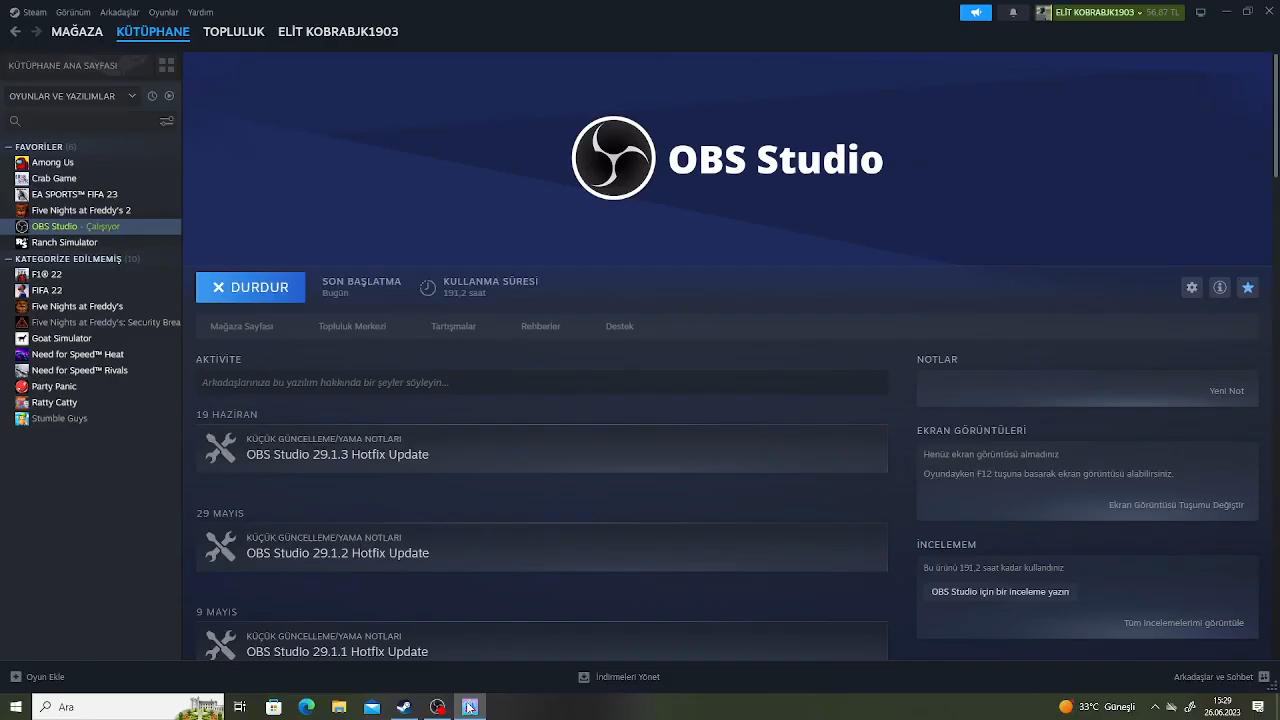 Steam Görünüm Arkadaşlar Oyunlar Yardım
ELİT KOBRABJK1903 56,87 TL
MAĞAZA KÜTÜPHANE TOPLULUK ELİT KOBRABJK1903
KÜTÜPHANE ANA SAYFASI
OYUNLAR VE YAZILIMLAR
FAVORİLER (6)
Among Us
Crab Game
EA SPORTS™ FIFA 23
Five Nights at Freddy's 2
OBS Studio - Çalışıyor
Ranch Simulator
KATEGORİZE EDİLMEMİŞ (10)
F1® 22
FIFA 22
Five Nights at Freddy's
Five Nights at Freddy's: Security Brea
Goat Simulator
Need for Speed™ Heat
Need for Speed™ Rivals
Party Panic
Ratty Catty
Stumble Guys
OBS Studio
DURDUR
SON BAŞLATMA
Bugün
KULLANMA SÜRESİ
191,2 saat
Mağaza Sayfası Topluluk Merkezi Tartışmalar Rehberler Destek
AKTİVİTE
Arkadaşlarınıza bu yazılım hakkında bir şeyler söyleyin...
19 HAZİRAN
KÜÇÜK GÜNCELLEME/YAMA NOTLARI
OBS Studio 29.1.3 Hotfix Update
29 MAYIS
KÜÇÜK GÜNCELLEME/YAMA NOTLARI
OBS Studio 29.1.2 Hotfix Update
9 MAYIS
KÜÇÜK GÜNCELLEME/YAMA NOTLARI
OBS Studio 29.1.1 Hotfix Update
NOTLAR
Yeni Not
EKRAN GÖRÜNTÜLERİ
Henüz ekran görüntüsü almadınız
Oyundayken F12 tuşuna basarak ekran görüntüsü alabilirsiniz.
Ekran Görüntüsü Tuşumu Değiştir
İNCELEMEM
Bu ürünü 191,2 saat kadar kullandınız
OBS Studio için bir inceleme yazın
Tüm incelemelerimi görüntüle
Oyun Ekle
İndirmeleri Yönet
Arkadaşlar ve Sohbet
Ara
33°C Güneşli
15:29
26.06.2023